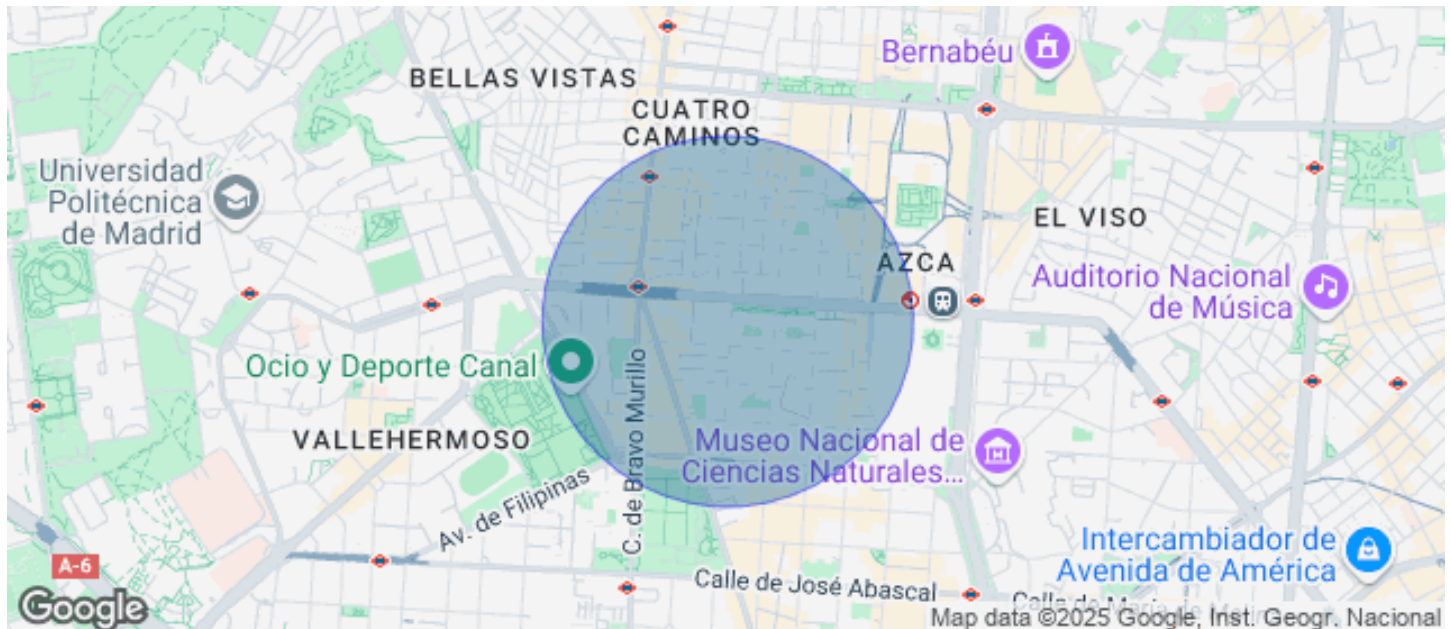 Bernabéu
BELLAS VISTAS
CUATRO
CAMINOS
Universidad
Politécnica
de Madrid
EL VISO
AZCA
Auditorio Nacional
de Música
Ocio y Deporte Canal
VALLEHERMOSO
C. de Bravo Murillo
Museo Nacional de
Ciencias Naturales...
Av. de Filipinas
Intercambiador de
Avenida de América
A-6
Calle de José Abascal
Google
Map data ©2025 Google, Inst. Geogr. Nacional